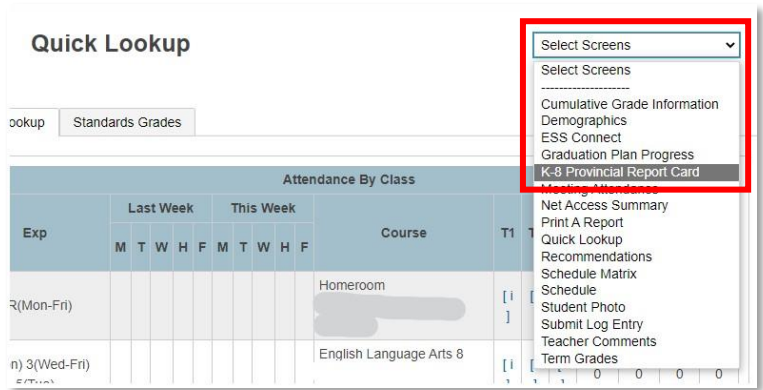 Quick Lookup
Select Screens
Select Screens
--------------------
Cumulative Grade Information
Demographics
ESS Connect
Graduation Plan Progress
K-8 Provincial Report Card
Meeting Attendance
Net Access Summary
Print A Report
Quick Lookup
Recommendations
Schedule Matrix
Schedule
Student Photo
Submit Log Entry
Teacher Comments
Term Grades
ookup Standards Grades
Attendance By Class
Last Week This Week
Exp Course T1
M T W H F M T W H F
Homeroom
R(Mon-Fri) [ i
]
English Language Arts 8
n) 3(Wed-Fri) [ i
0 0 0 0